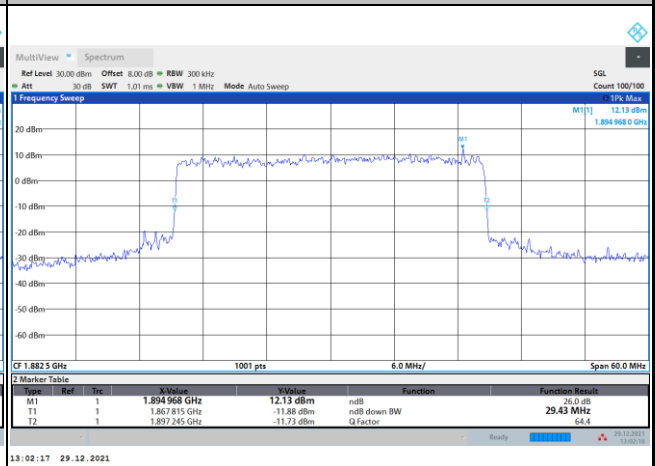 MultiView Spectrum
Ref Level 30.00 dBm Offset 8.00 dB RBW 300 kHz SGL
Att 30 dB SWT 1.01 ms VBW 1 MHz Mode Auto Sweep Count 100/100
1 Frequency Sweep 1Pk Max
M1[1] 12.13 dBm
1.894 968 0 GHz
20 dBm
M1
10 dBm
0 dBm
T1 T2
-10 dBm
-20 dBm
-30 dBm
-40 dBm
-50 dBm
-60 dBm
CF 1.882 5 GHz 1001 pts 6.0 MHz/ Span 60.0 MHz
2 Marker Table
Type Ref Trc X-Value Y-Value Function Function Result
M1 1 1.894 968 GHz 12.13 dBm ndB 26.0 dB
T1 1 1.867 815 GHz -11.88 dBm ndB down BW 29.43 MHz
T2 1 1.897 245 GHz -11.73 dBm Q Factor 64.4
Ready 29.12.2021
13:02:16
13:02:17 29.12.2021